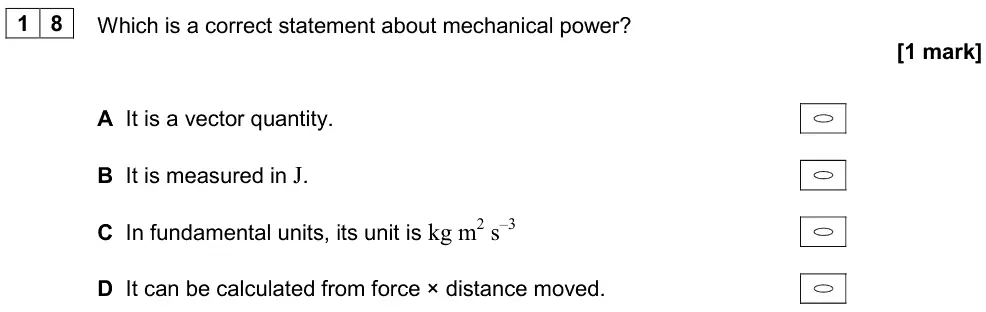 1 8 Which is a correct statement about mechanical power?
[1 mark]
A It is a vector quantity.
B It is measured in J.
C In fundamental units, its unit is kg m² s⁻³
D It can be calculated from force × distance moved.